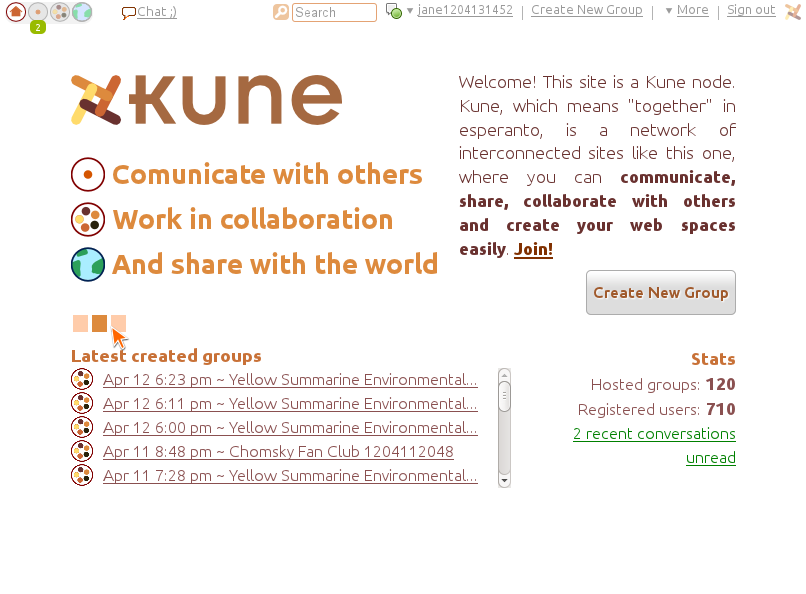 Chat ;)
Search
jane1204131452
Create New Group
More
Sign out
2
kune
Comunicate with others
Work in collaboration
And share with the world
Welcome! This site is a Kune node.
Kune, which means "together" in
esperanto, is a network of
interconnected sites like this one,
where you can communicate,
share, collaborate with others
and create your web spaces
easily. Join!
Create New Group
Latest created groups
Apr 12 6:23 pm ~ Yellow Summarine Environmental...
Apr 12 6:11 pm ~ Yellow Summarine Environmental...
Apr 12 6:00 pm ~ Yellow Summarine Environmental...
Apr 11 8:48 pm ~ Chomsky Fan Club 1204112048
Apr 11 7:28 pm ~ Yellow Summarine Environmental...
Stats
Hosted groups: 120
Registered users: 710
2 recent conversations
unread